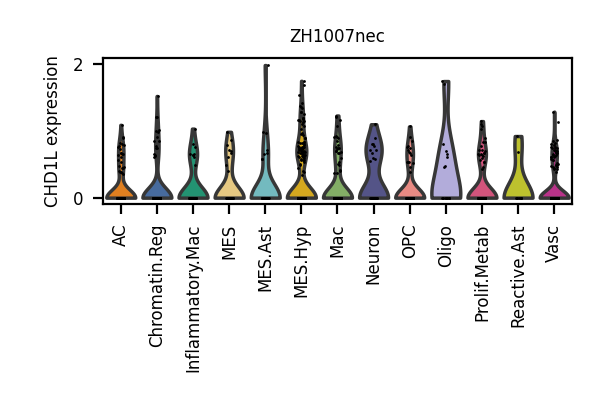 ZH1007nec
CHD1L expression
2
0
AC
Chromatin.Reg
Inflammatory.Mac
MES
MES.Ast
MES.Hyp
Mac
Neuron
OPC
Oligo
Prolif.Metab
Reactive.Ast
Vasc